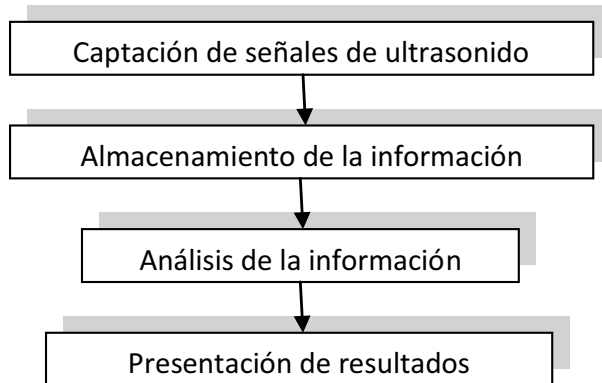 Captación de señales de ultrasonido
Almacenamiento de la información
Análisis de la información
Presentación de resultados